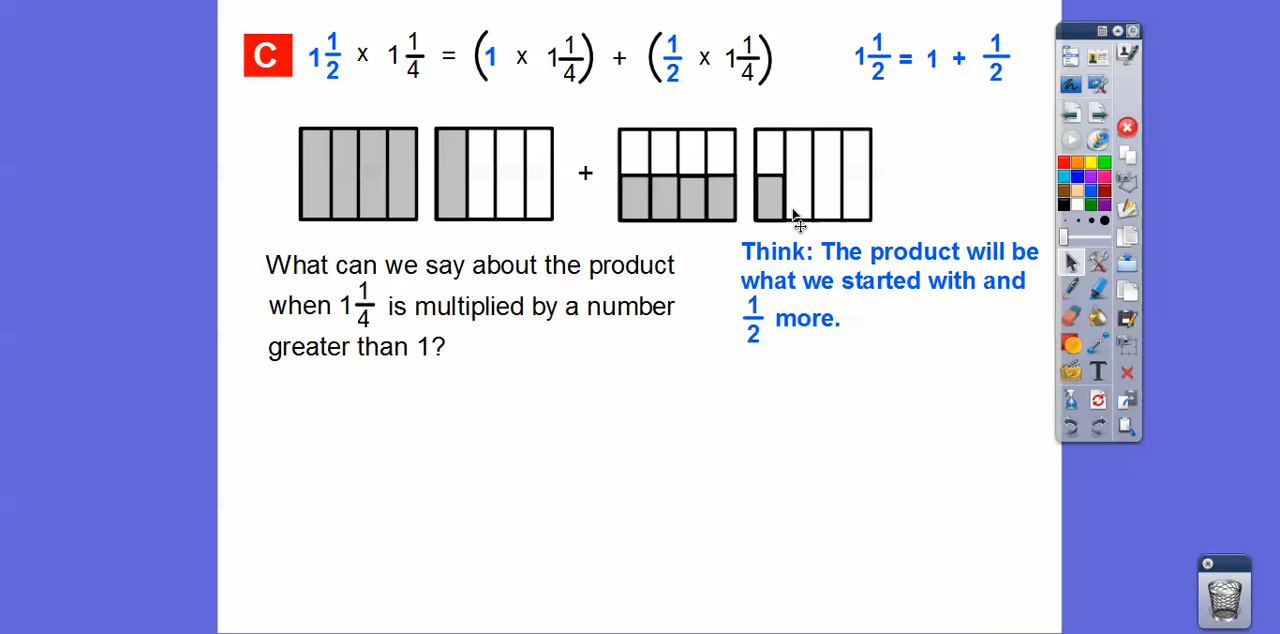 C 1 1/2 x 1 1/4 = (1 x 1 1/4) + (1/2 x 1 1/4) 1 1/2 = 1 + 1/2
+
What can we say about the product
when 1 1/4 is multiplied by a number
greater than 1?
Think: The product will be
what we started with and
1/2 more.
T